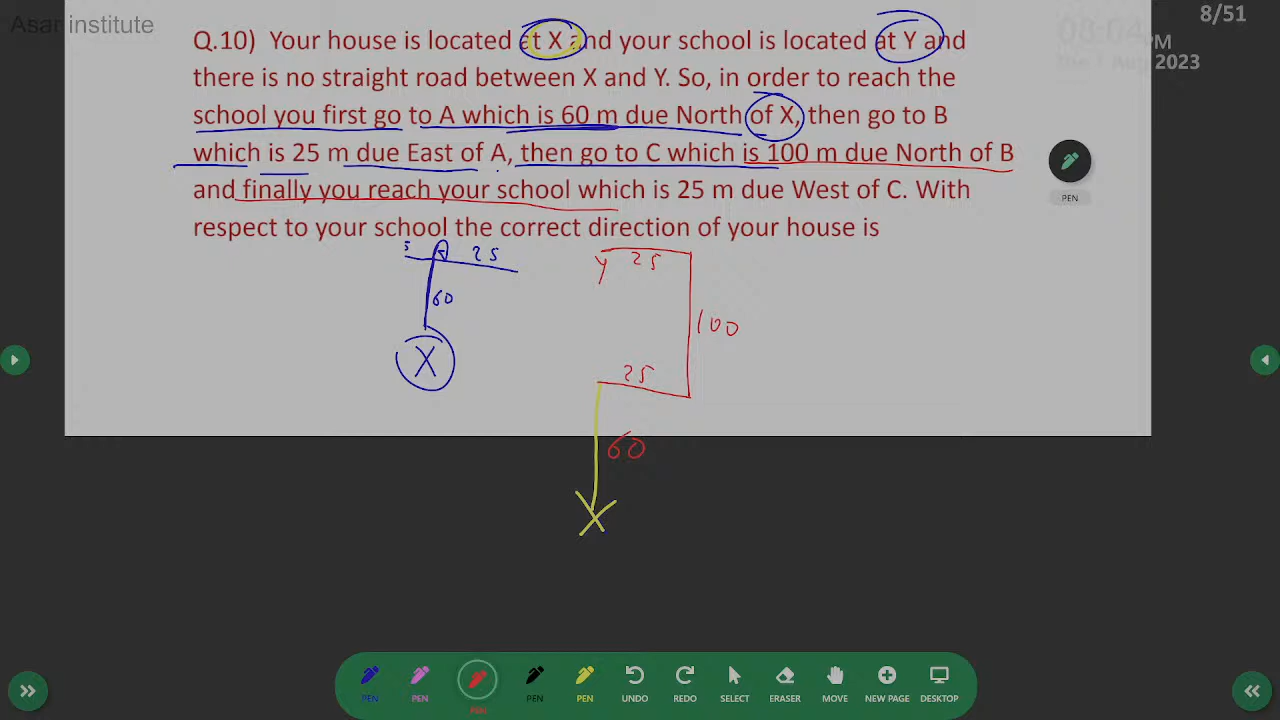 Asar institute
8/51
08:04 PM
Q.10) Your house is located at X and your school is located at Y and
there is no straight road between X and Y. So, in order to reach the
school you first go to A which is 60 m due North of X, then go to B
which is 25 m due East of A, then go to C which is 100 m due North of B
and finally you reach your school which is 25 m due West of C. With
respect to your school the correct direction of your house is
2023
PEN
A 25
60
X
Y 25
100
25
60
X
PEN PEN PEN PEN PEN UNDO REDO SELECT ERASER MOVE NEW PAGE DESKTOP